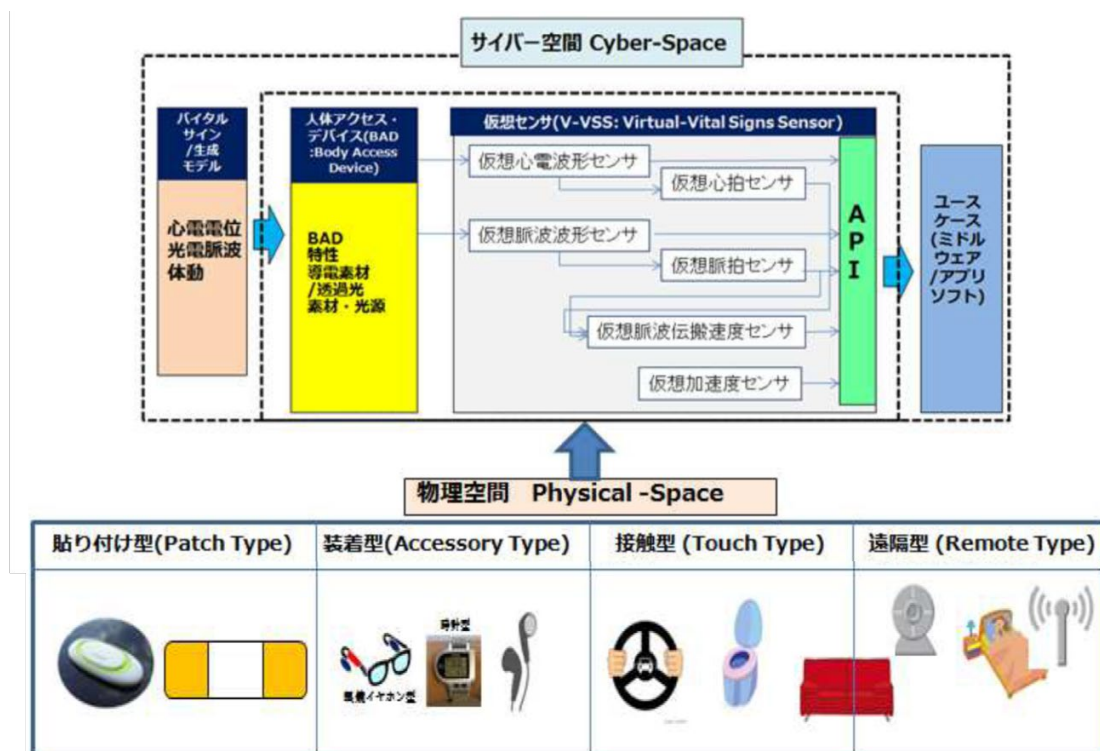 サイバー空間 Cyber-Space
バイタル
サイン
/生成
モデル
心電電位
光電脈波
体動
人体アクセス・
デバイス(BAD
:Body Access
Device)
BAD
特性
導電素材
/透過光
素材・光源
仮想センサ(V-VSS: Virtual-Vital Signs Sensor)
仮想心電波形センサ
仮想心拍センサ
仮想脈波波形センサ
仮想脈拍センサ
仮想脈波伝搬速度センサ
仮想加速度センサ
API
ユース
ケース
(ミドル
ウェア
/アプリ
ソフト)
物理空間 Physical -Space
貼り付け型(Patch Type)
装着型(Accessory Type)
接触型 (Touch Type)
遠隔型 (Remote Type)
時計型
イヤホン型